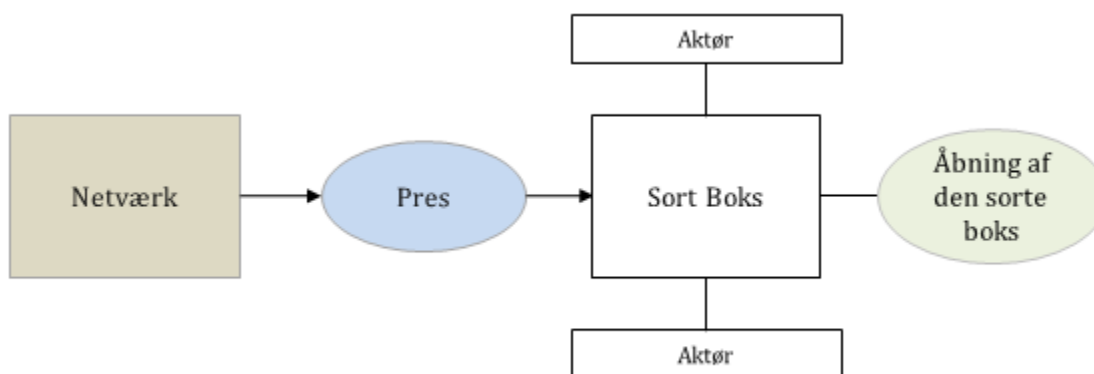 Aktør
Netværk
Pres
Sort Boks
Åbning af
den sorte
boks
Aktør